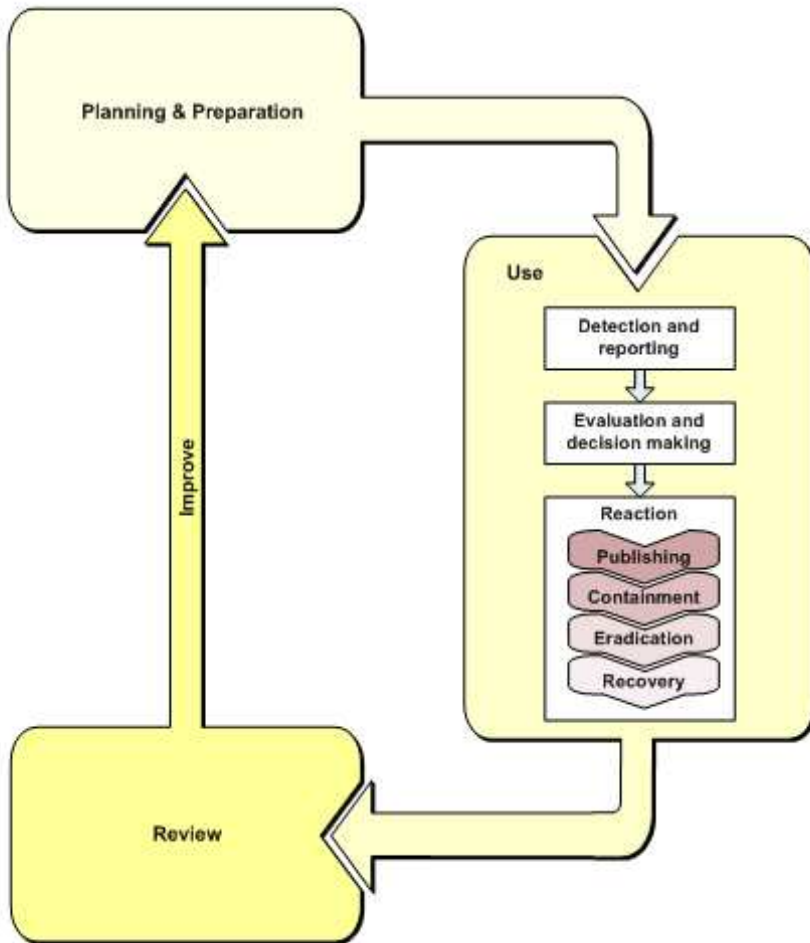 Planning & Preparation
Use
Detection and
reporting
Evaluation and
decision making
Reaction
Publishing
Containment
Eradication
Recovery
Improve
Review